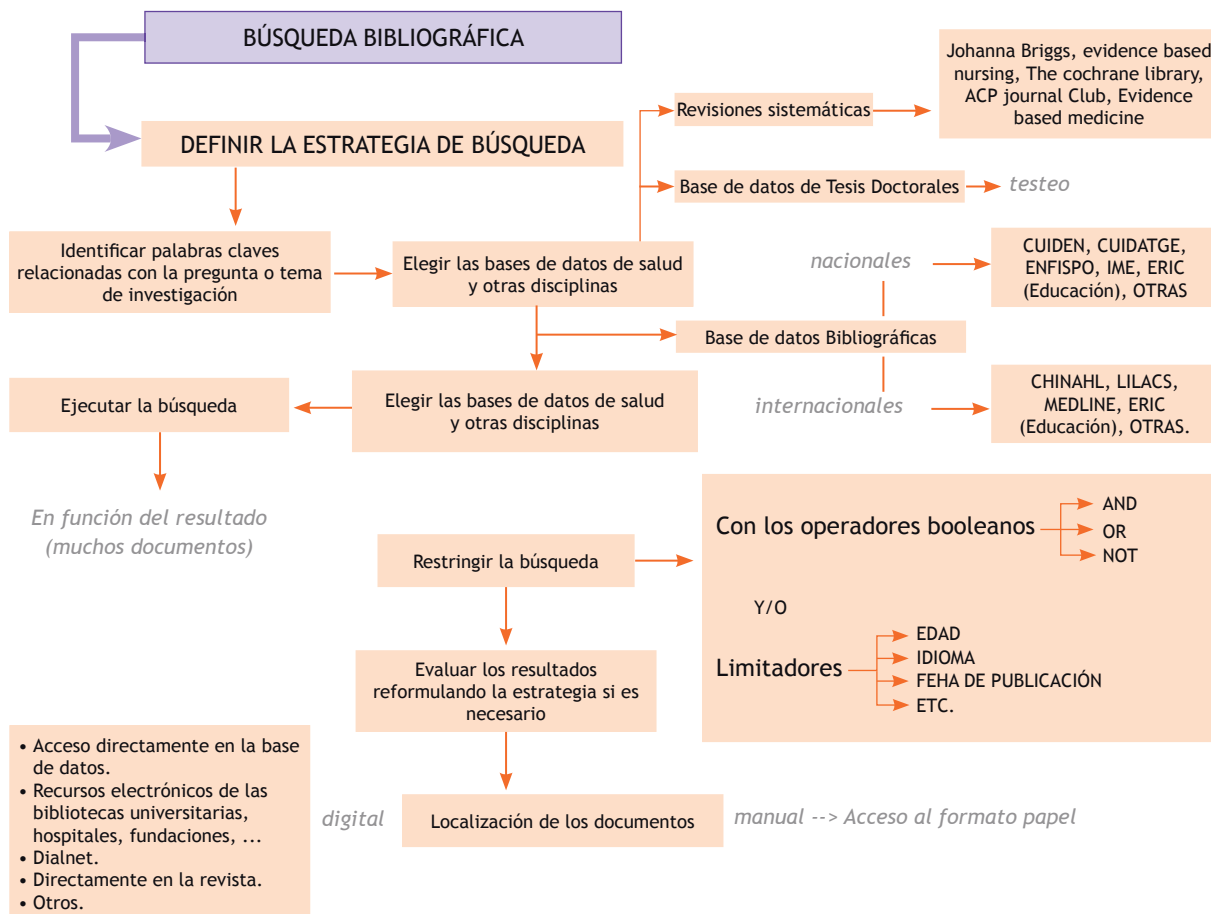 BÚSQUEDA BIBLIOGRÁFICA
DEFINIR LA ESTRATEGIA DE BÚSQUEDA
Identificar palabras claves
relacionadas con la pregunta o tema
de investigación
Elegir las bases de datos de salud
y otras disciplinas
Revisiones sistemáticas
Johanna Briggs, evidence based
nursing, The cochrane library,
ACP journal Club, Evidence
based medicine
Base de datos de Tesis Doctorales
testeo
Base de datos Bibliográficas
nacionales
CUIDEN, CUIDATGE,
ENFISPO, IME, ERIC
(Educación), OTRAS
internacionales
CHINAHL, LILACS,
MEDLINE, ERIC
(Educación), OTRAS.
Elegir las bases de datos de salud
y otras disciplinas
Ejecutar la búsqueda
En función del resultado
(muchos documentos)
Restringir la búsqueda
Con los operadores booleanos
AND
OR
NOT
Y/O
Limitadores
EDAD
IDIOMA
FEHA DE PUBLICACIÓN
ETC.
Evaluar los resultados
reformulando la estrategia si es
necesario
Localización de los documentos
digital
• Acceso directamente en la base
de datos.
• Recursos electrónicos de las
bibliotecas universitarias,
hospitales, fundaciones, ...
• Dialnet.
• Directamente en la revista.
• Otros.
manual --> Acceso al formato papel